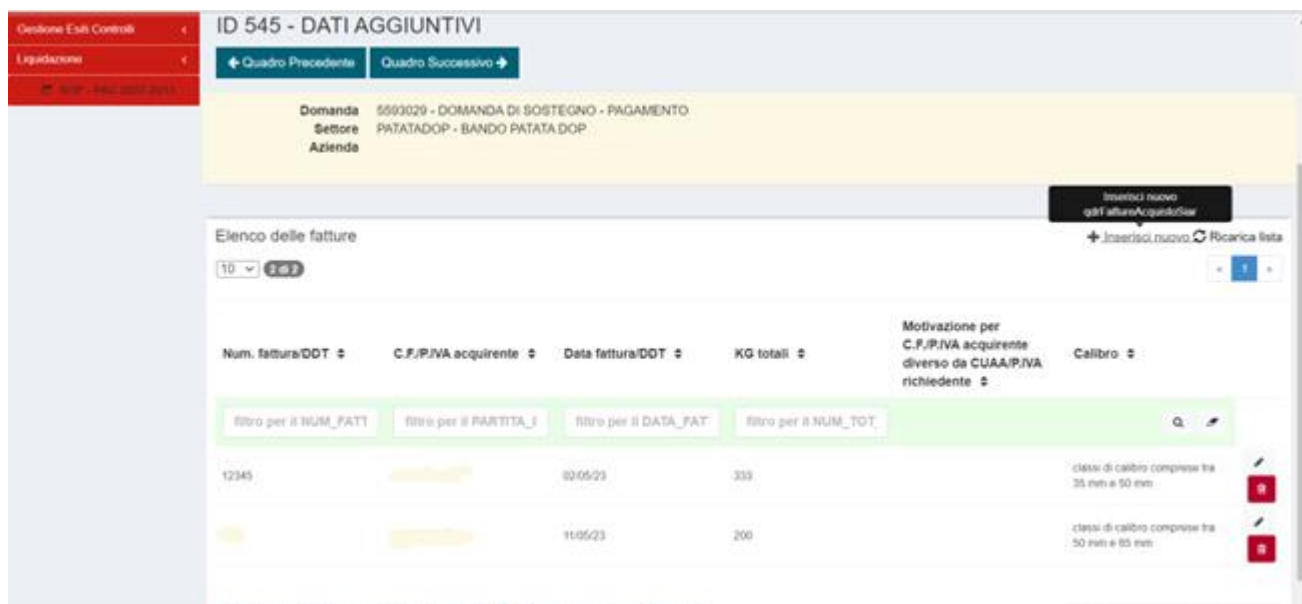 Gestione Esiti Controlli
Liquidazione
ID 545 - DATI AGGIUNTIVI
Quadro Precedente Quadro Successivo
Domanda 5593029 - DOMANDA DI SOSTEGNO - PAGAMENTO
Settore PATATADOP - BANDO PATATA DOP
Azienda
Inserisci nuovo
qdrFattureAcquistoSiar
Elenco delle fatture
+ Inserisci nuovo Ricarica lista
10 2 di 2
« 1 »
Num. fattura/DDT C.F./P.IVA acquirente Data fattura/DDT KG totali Motivazione per C.F./P.IVA acquirente diverso da CUAA/P.IVA richiedente Calibro
filtro per il NUM_FATT filtro per il PARTITA_I filtro per il DATA_FAT filtro per il NUM_TOT_
12345 02/05/23 333 classi di calibro comprese tra 35 mm e 50 mm
11/05/23 200 classi di calibro comprese tra 50 mm e 65 mm